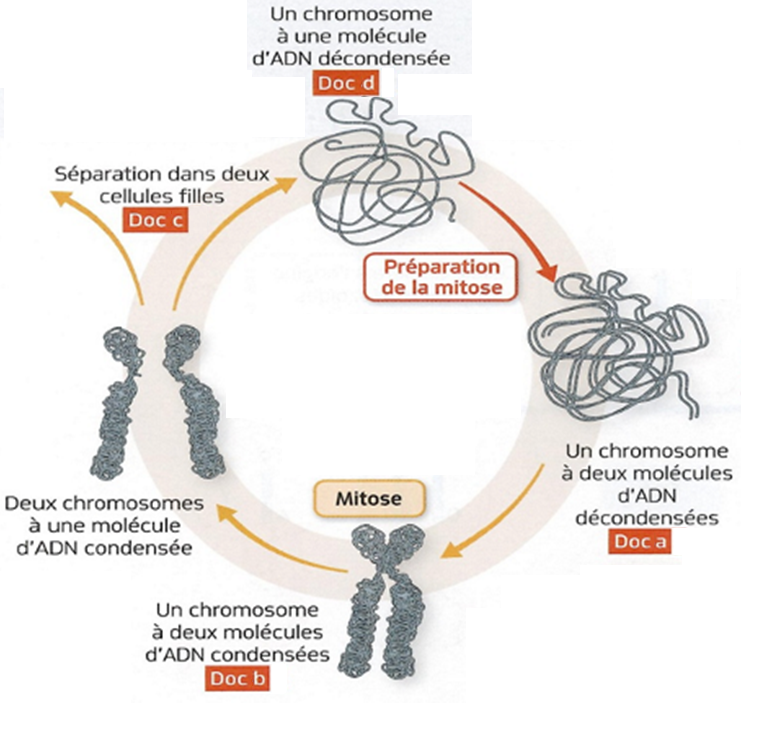 Un chromosome
à une molécule
d'ADN décondensée
Doc d
Séparation dans deux
cellules filles
Doc c
Préparation
de la mitose
Un chromosome
à deux molécules
d'ADN
décondensées
Doc a
Mitose
Deux chromosomes
à une molécule
d'ADN condensée
Un chromosome
à deux molécules
d'ADN condensées
Doc b